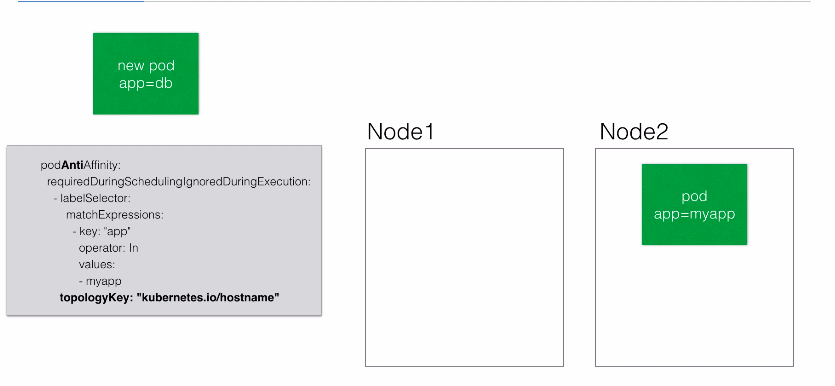 new pod
app=db
podAntiAffinity:
requiredDuringSchedulingIgnoredDuringExecution:
- labelSelector:
matchExpressions:
- key: "app"
operator: In
values:
- myapp
topologyKey: "kubernetes.io/hostname"
Node1
Node2
pod
app=myapp